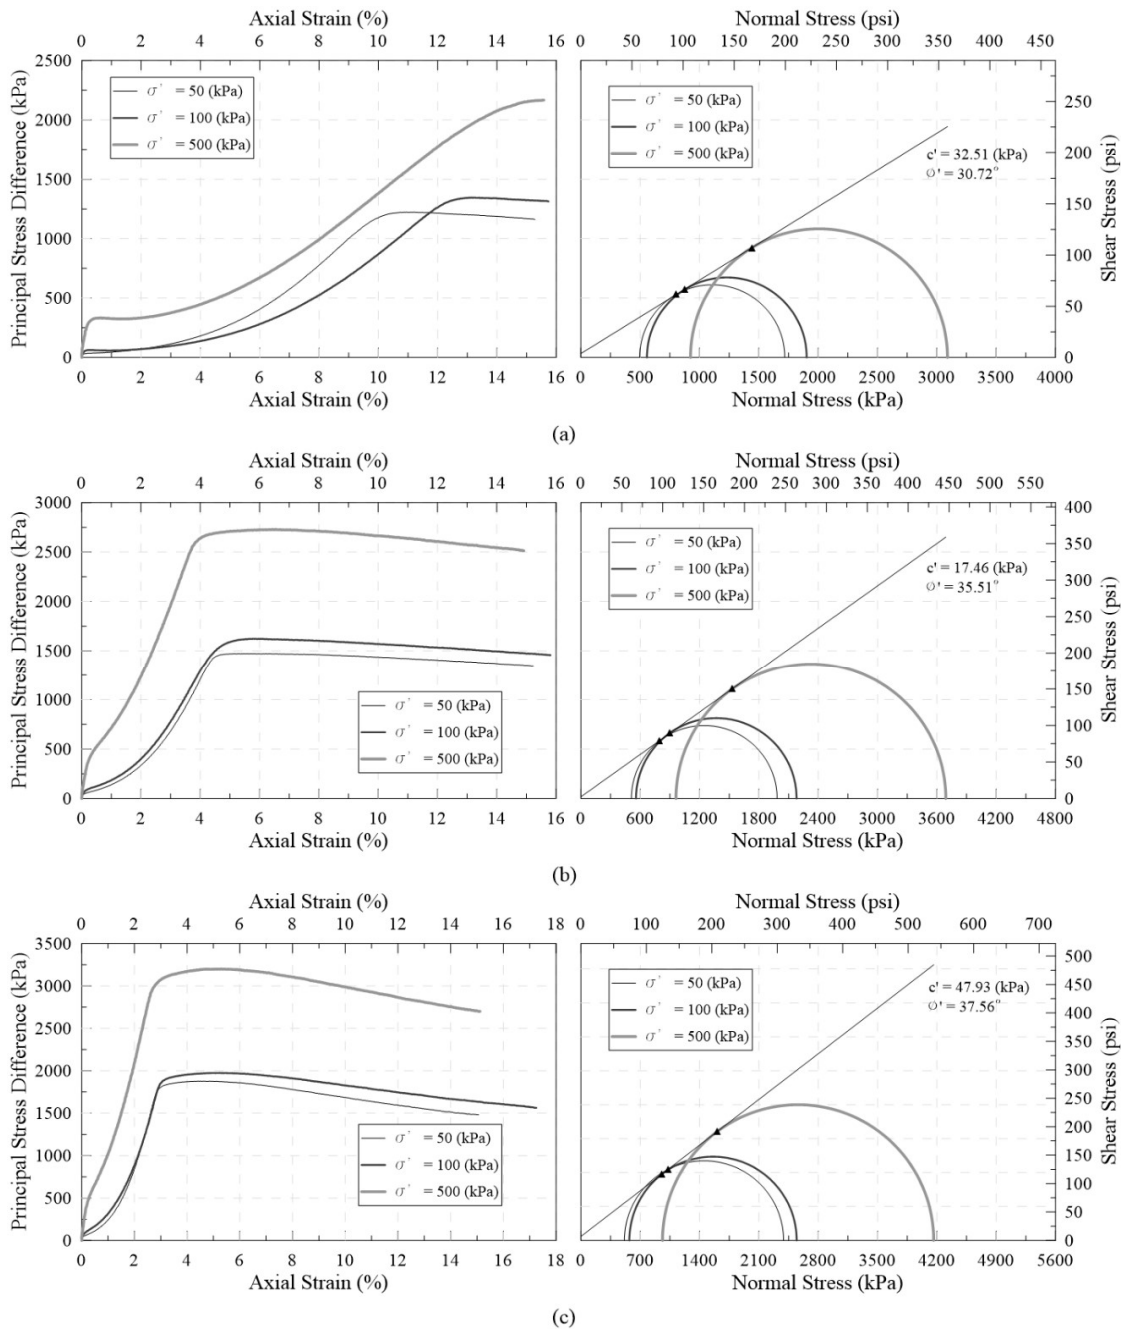 Axial Strain (%)
0 2 4 6 8 10 12 14 16
Principal Stress Difference (kPa)
2500
2000
1500
1000
500
0
σ' = 50 (kPa)
σ' = 100 (kPa)
σ' = 500 (kPa)
0 2 4 6 8 10 12 14 16
Axial Strain (%)
Normal Stress (psi)
0 50 100 150 200 250 300 350 400 450
σ' = 50 (kPa)
σ' = 100 (kPa)
σ' = 500 (kPa)
c' = 32.51 (kPa)
Ø' = 30.72°
250
200
150
100
50
0
Shear Stress (psi)
0 500 1000 1500 2000 2500 3000 3500 4000
Normal Stress (kPa)
(a)
Axial Strain (%)
0 2 4 6 8 10 12 14 16
Principal Stress Difference (kPa)
3000
2500
2000
1500
1000
500
0
σ' = 50 (kPa)
σ' = 100 (kPa)
σ' = 500 (kPa)
0 2 4 6 8 10 12 14 16
Axial Strain (%)
Normal Stress (psi)
0 50 100 150 200 250 300 350 400 450 500 550
σ' = 50 (kPa)
σ' = 100 (kPa)
σ' = 500 (kPa)
c' = 17.46 (kPa)
Ø' = 35.51°
400
350
300
250
200
150
100
50
0
Shear Stress (psi)
0 600 1200 1800 2400 3000 3600 4200 4800
Normal Stress (kPa)
(b)
Axial Strain (%)
0 2 4 6 8 10 12 14 16 18
Principal Stress Difference (kPa)
3500
3000
2500
2000
1500
1000
500
0
σ' = 50 (kPa)
σ' = 100 (kPa)
σ' = 500 (kPa)
0 2 4 6 8 10 12 14 16 18
Axial Strain (%)
Normal Stress (psi)
0 100 200 300 400 500 600 700
σ' = 50 (kPa)
σ' = 100 (kPa)
σ' = 500 (kPa)
c' = 47.93 (kPa)
Ø' = 37.56°
500
450
400
350
300
250
200
150
100
50
0
Shear Stress (psi)
0 700 1400 2100 2800 3500 4200 4900 5600
Normal Stress (kPa)
(c)